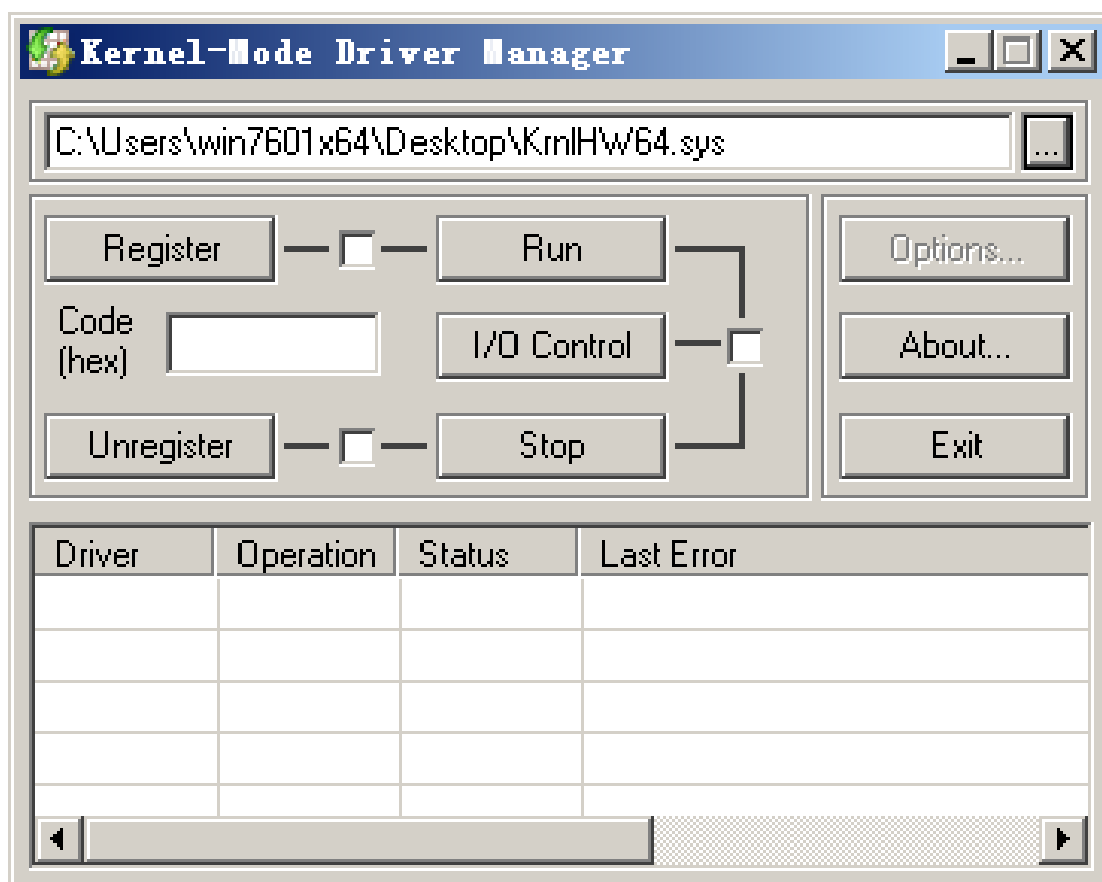 Kernel-Mode Driver Manager
C:\Users\win7601x64\Desktop\KrnlHW64.sys
...
Register
Run
Options...
Code
(hex)
I/O Control
About...
Unregister
Stop
Exit
Driver Operation Status Last Error